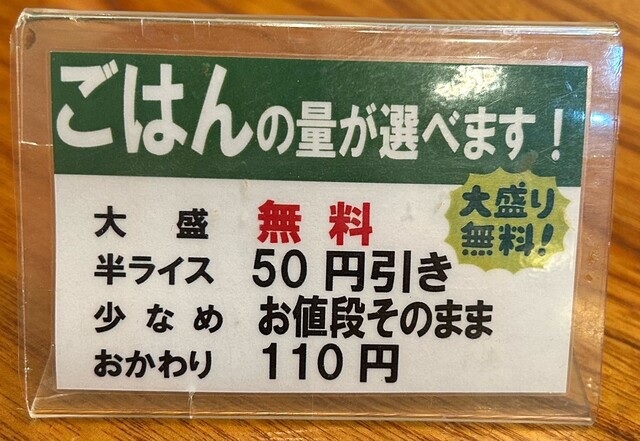 ごはんの量が選べます!
大盛 無料
大盛り
無料!
半ライス 50円引き
少なめ お値段そのまま
おかわり 110円